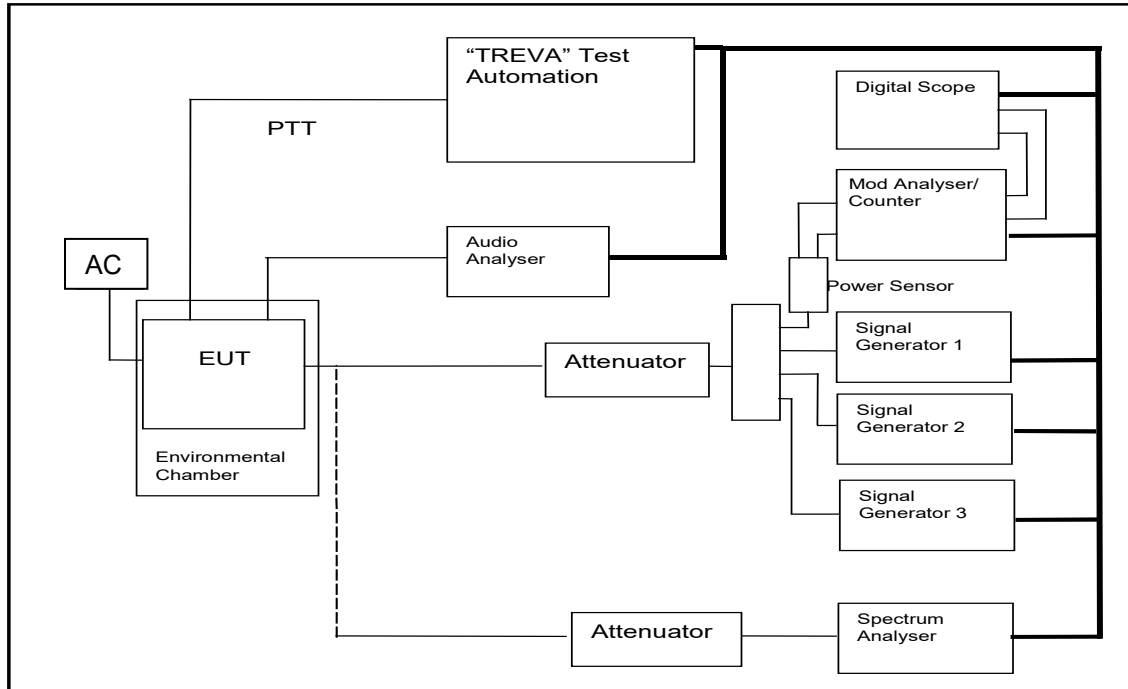 “TREVA” Test
Automation
PTT
Digital Scope
Mod Analyser/
Counter
Audio
Analyser
AC
Power Sensor
EUT
Attenuator
Signal
Generator 1
Signal
Generator 2
Environmental
Chamber
Signal
Generator 3
Attenuator
Spectrum
Analyser